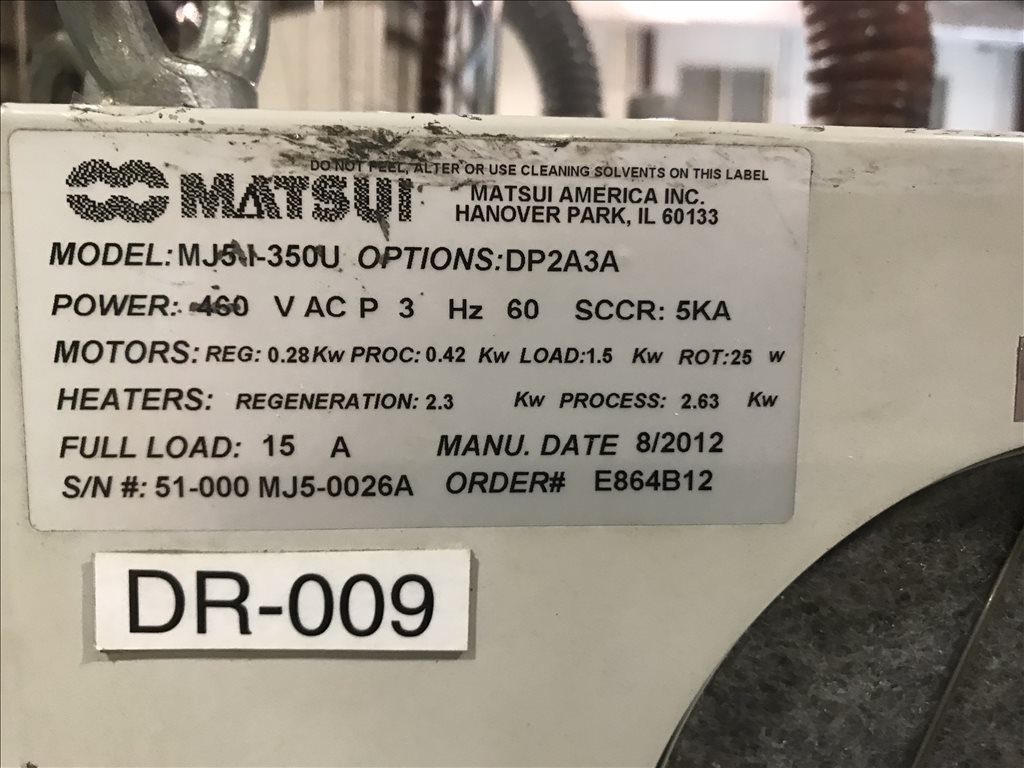 DO NOT PEEL, ALTER OR USE CLEANING SOLVENTS ON THIS LABEL
MATSUI
MATSUI AMERICA INC.
HANOVER PARK, IL 60133
MODEL: MJ5-I-350U OPTIONS: DP2A3A
POWER: 460 V AC P 3 Hz 60 SCCR: 5KA
MOTORS: REG: 0.28 Kw PROC: 0.42 Kw LOAD: 1.5 Kw ROT: 25 W
HEATERS: REGENERATION: 2.3 Kw PROCESS: 2.63 Kw
FULL LOAD: 15 A MANU. DATE 8/2012
S/N #: 51-000 MJ5-0026A ORDER# E864B12
DR-009